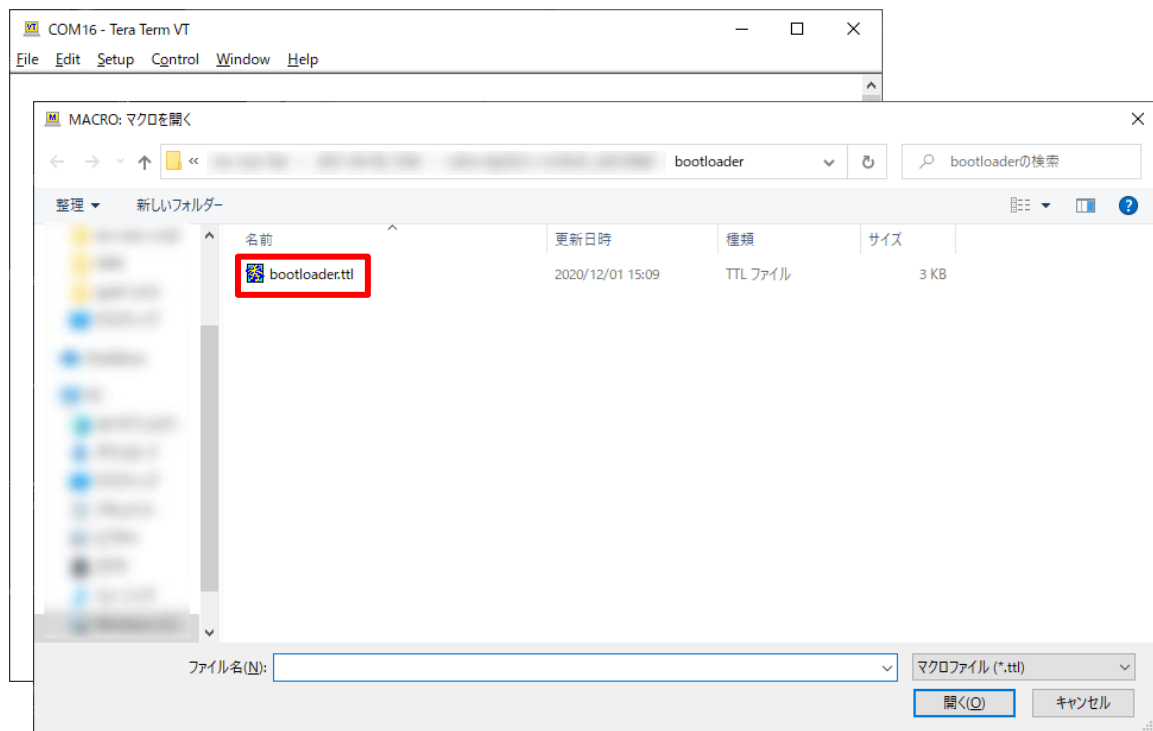 COM16 - Tera Term VT
File Edit Setup Control Window Help
MACRO: マクロを開く
« bootloader bootloaderの検索
整理 新しいフォルダー
名前 更新日時 種類 サイズ
bootloader.ttl 2020/12/01 15:09 TTL ファイル 3 KB
ファイル名(N): マクロファイル (*.ttl)
開く(O) キャンセル